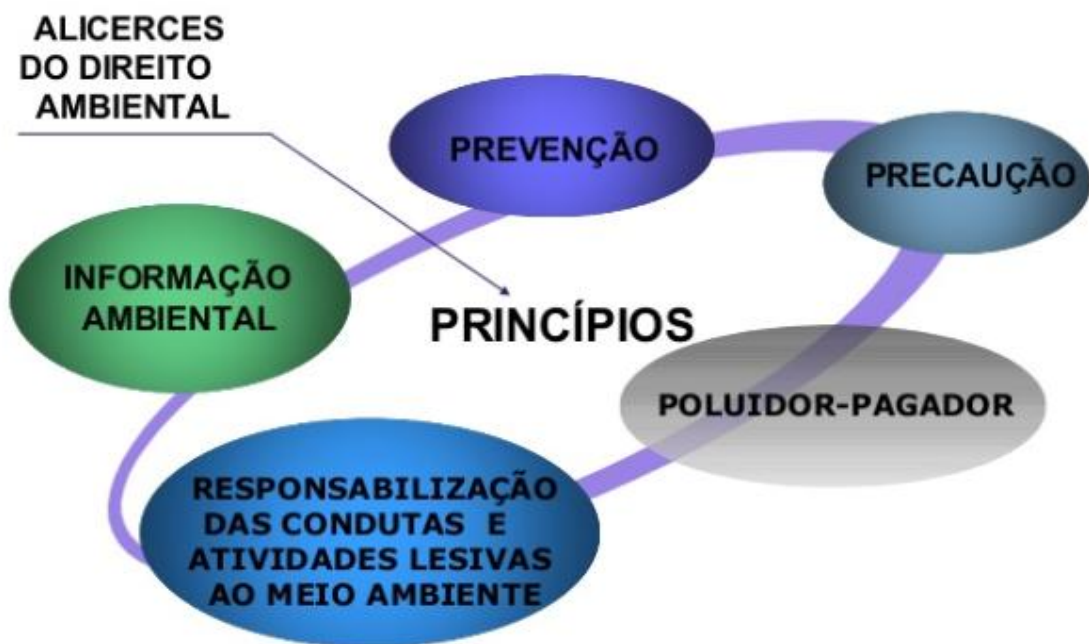 ALICERCES
DO DIREITO
AMBIENTAL
PREVENÇÃO
PRECAUÇÃO
INFORMAÇÃO
AMBIENTAL
PRINCÍPIOS
POLUIDOR-PAGADOR
RESPONSABILIZAÇÃO
DAS CONDUTAS E
ATIVIDADES LESIVAS
AO MEIO AMBIENTE